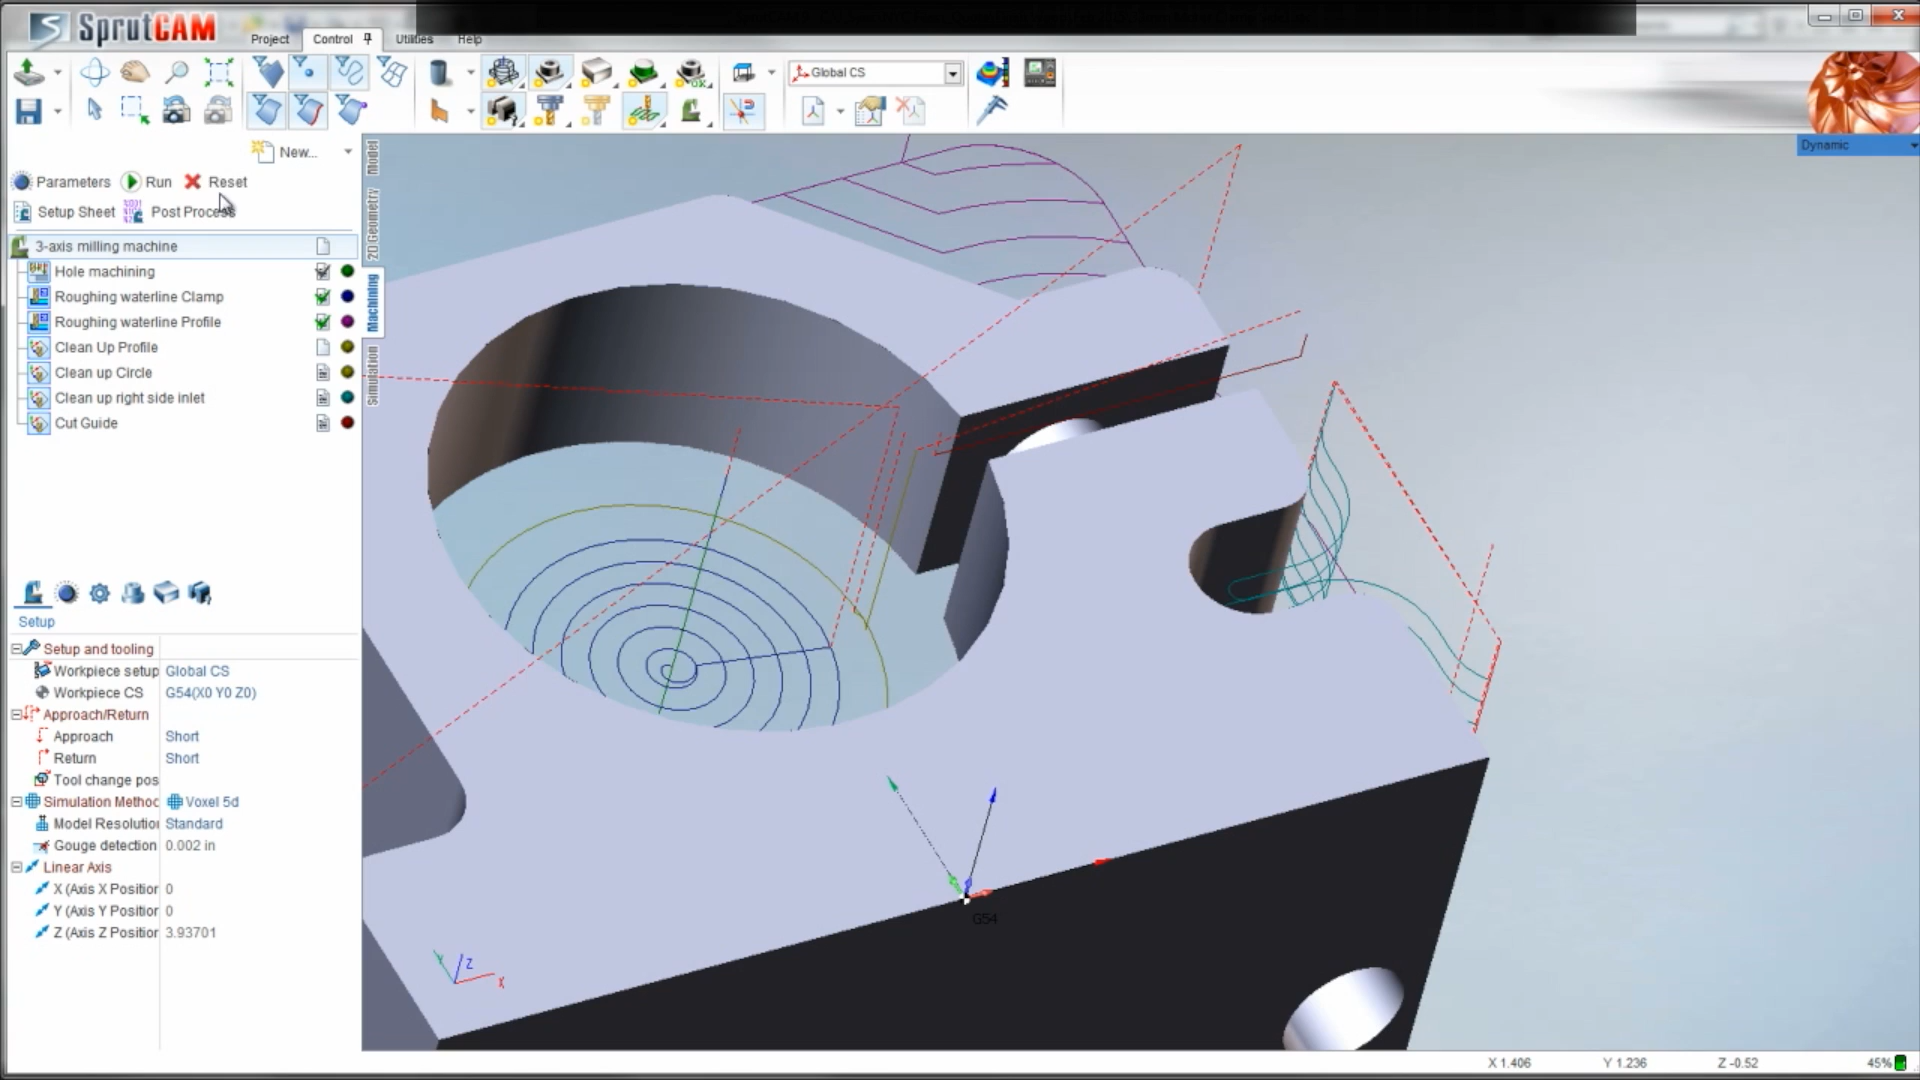 SprutCAM
Project Control Utilities Help
Global CS
New...
Dynamic
Parameters Run Reset
Setup Sheet Post Process
3-axis milling machine
Hole machining
Roughing waterline Clamp
Roughing waterline Profile
Clean Up Profile
Clean up Circle
Clean up right side inlet
Cut Guide
Model
2D Geometry
Machining
Simulation
Setup
Setup and tooling
Workpiece setup Global CS
Workpiece CS G54(X0 Y0 Z0)
Approach/Return
Approach Short
Return Short
Tool change pos
Simulation Method Voxel 5d
Model Resolution Standard
Gouge detection 0.002 in
Linear Axis
X (Axis X Position 0
Y (Axis Y Position 0
Z (Axis Z Position 3.93701
G54
Y Z X
X 1.406 Y 1.236 Z -0.52 45%